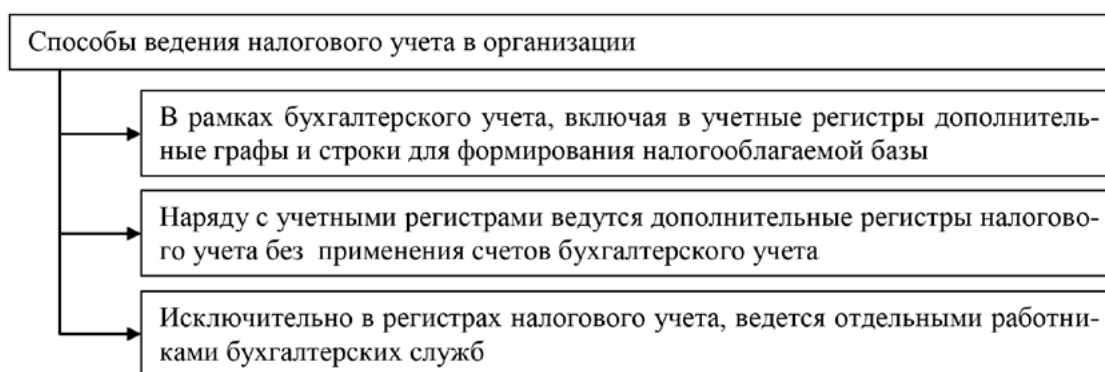 Способы ведения налогового учета в организации
В рамках бухгалтерского учета, включая в учетные регистры дополнитель-
ные графы и строки для формирования налогооблагаемой базы
Наряду с учетными регистрами ведутся дополнительные регистры налогово-
го учета без применения счетов бухгалтерского учета
Исключительно в регистрах налогового учета, ведется отдельными работни-
ками бухгалтерских служб